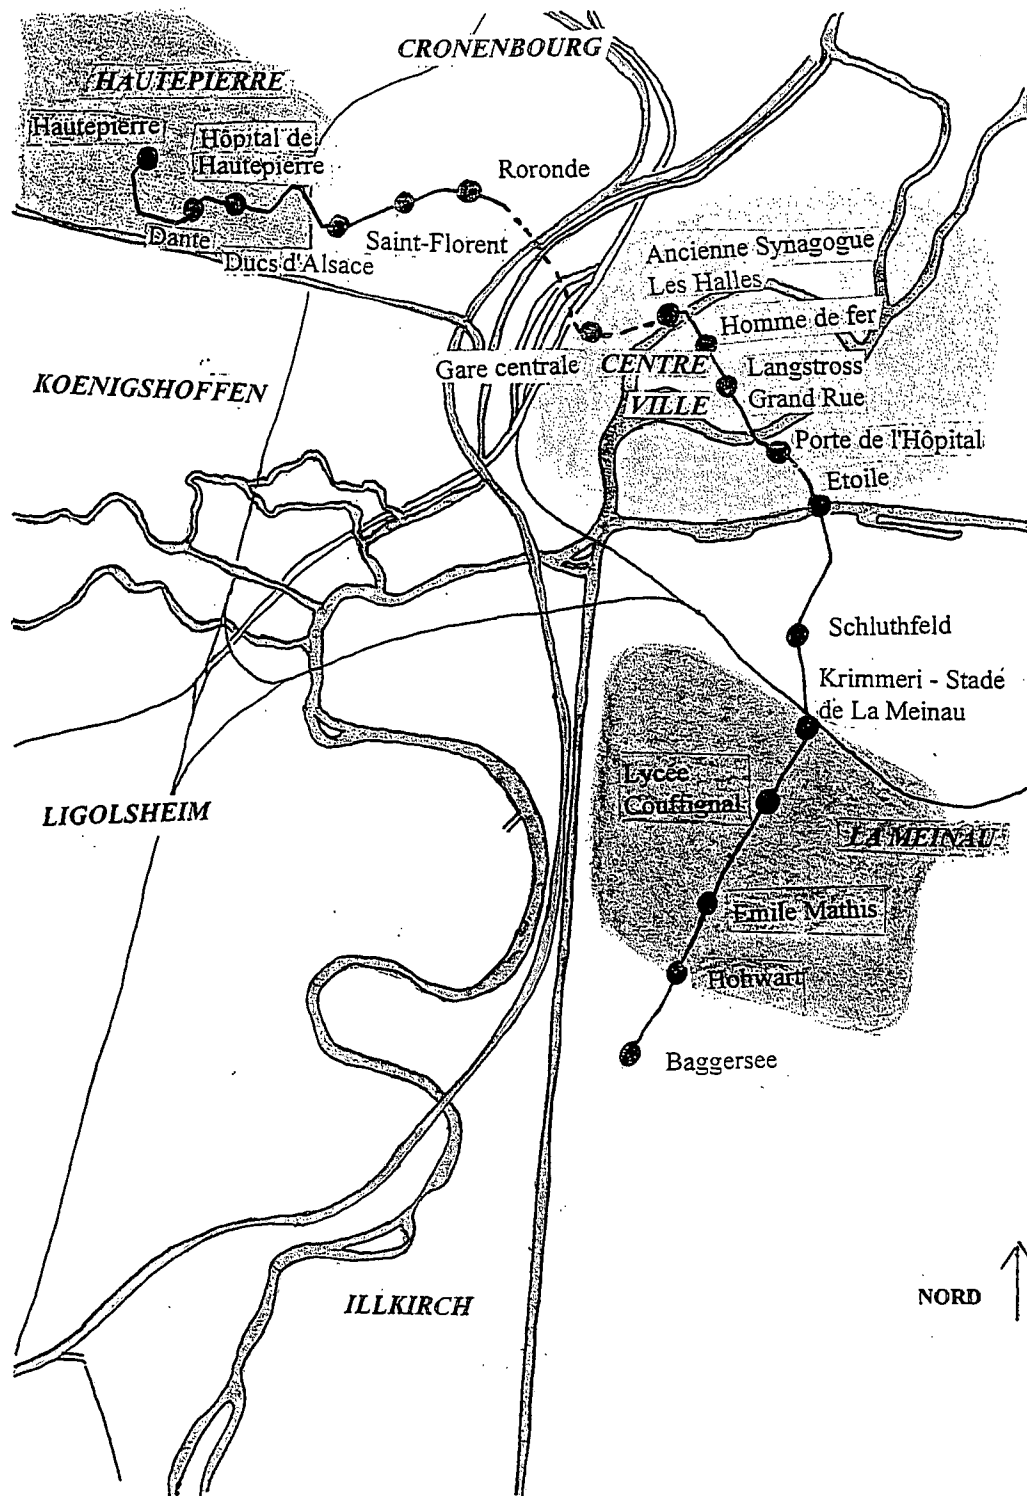 CRONENBOURG
HAUTEPIERRE
Hautepierre
Hôpital de
Hautepierre
Roronde
Dante
Saint-Florent
Ducs d'Alsace
Ancienne Synagogue
Les Halles
Homme de fer
Gare centrale
CENTRE
VILLE
Langstross
Grand Rue
KOENIGSHOFFEN
Porte de l'Hôpital
Etoile
Schluthfeld
Krimmeri - Stade
de La Meinau
Lycée
Couffignal
LIGOLSHEIM
LA MEINAU
Emile Mathis
Hohwart
Baggersee
ILLKIRCH
NORD